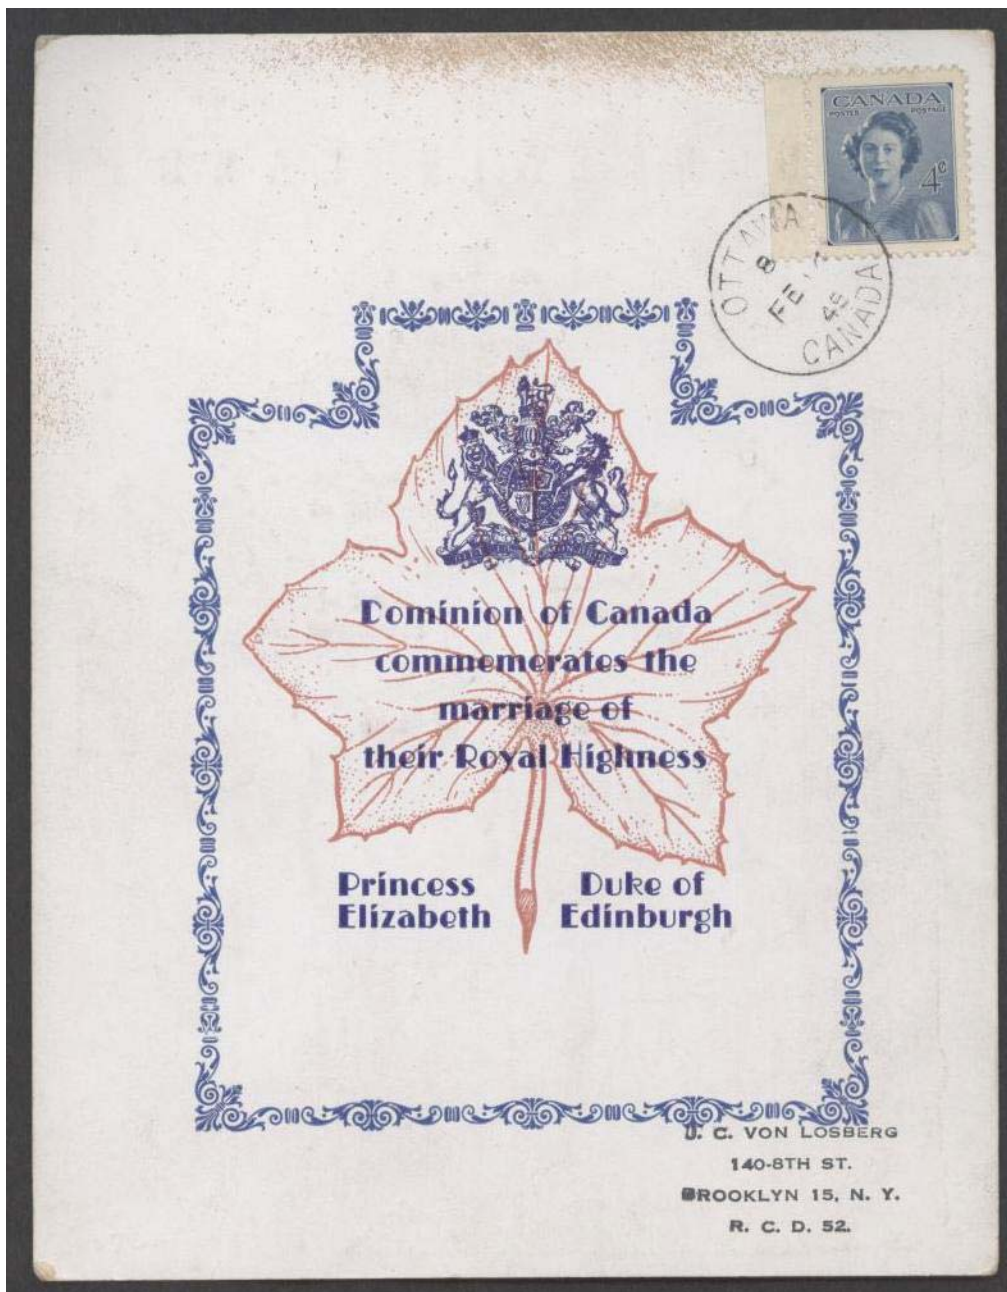 CANADA
POSTES POSTAGE
4¢
OTTAWA
8
FE
CANADA
Dominion of Canada
commemerates the
marriage of
their Royal Highness
Princess Duke of
Elizabeth Edinburgh
C. VON LOSBERG
140-8TH ST.
BROOKLYN 15, N. Y.
R. C. D. 52.